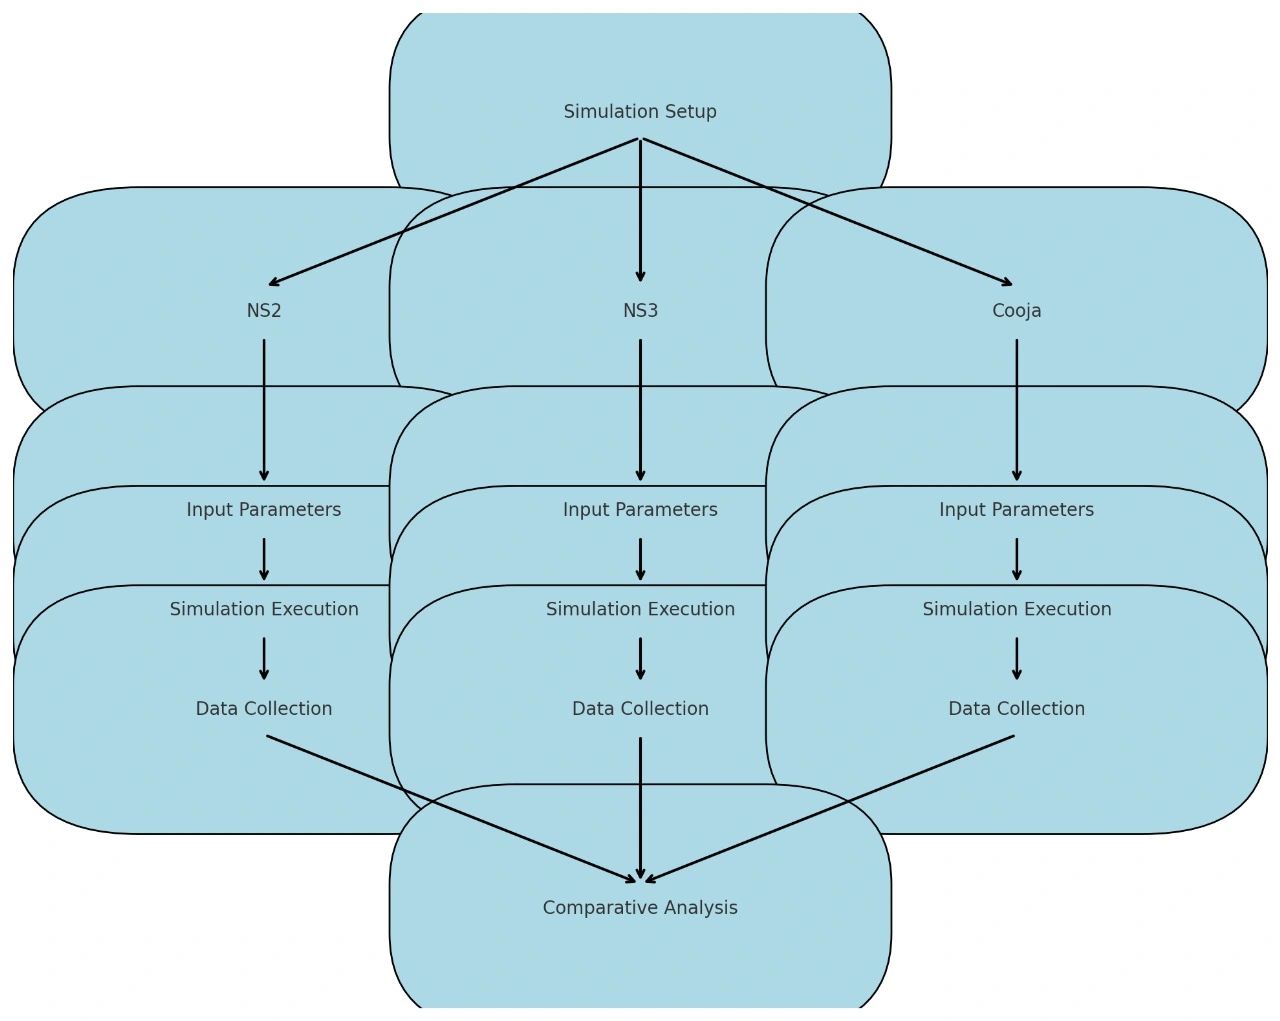 Simulation Setup
NS2
NS3
Cooja
Input Parameters
Input Parameters
Input Parameters
Simulation Execution
Simulation Execution
Simulation Execution
Data Collection
Data Collection
Data Collection
Comparative Analysis